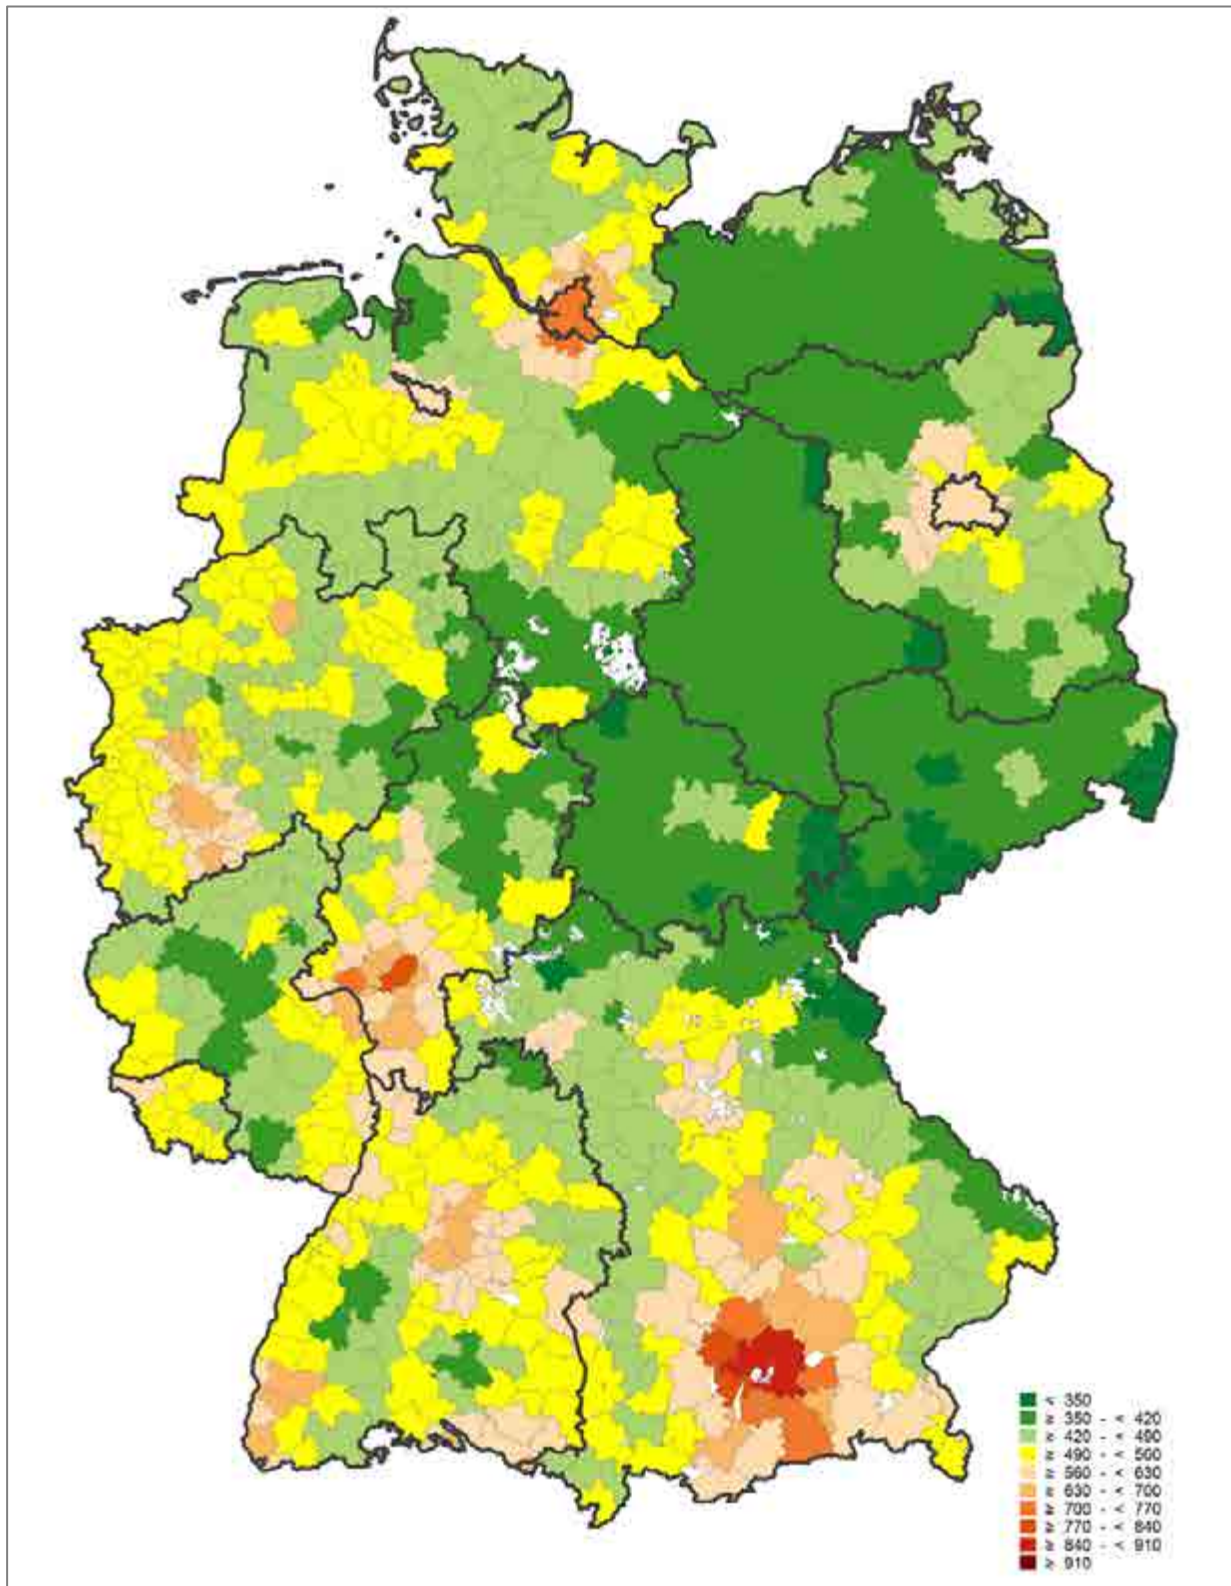 < 350
≥ 350 - < 420
≥ 420 - < 490
≥ 490 - < 560
≥ 560 - < 630
≥ 630 - < 700
≥ 700 - < 770
≥ 770 - < 840
≥ 840 - < 910
≥ 910